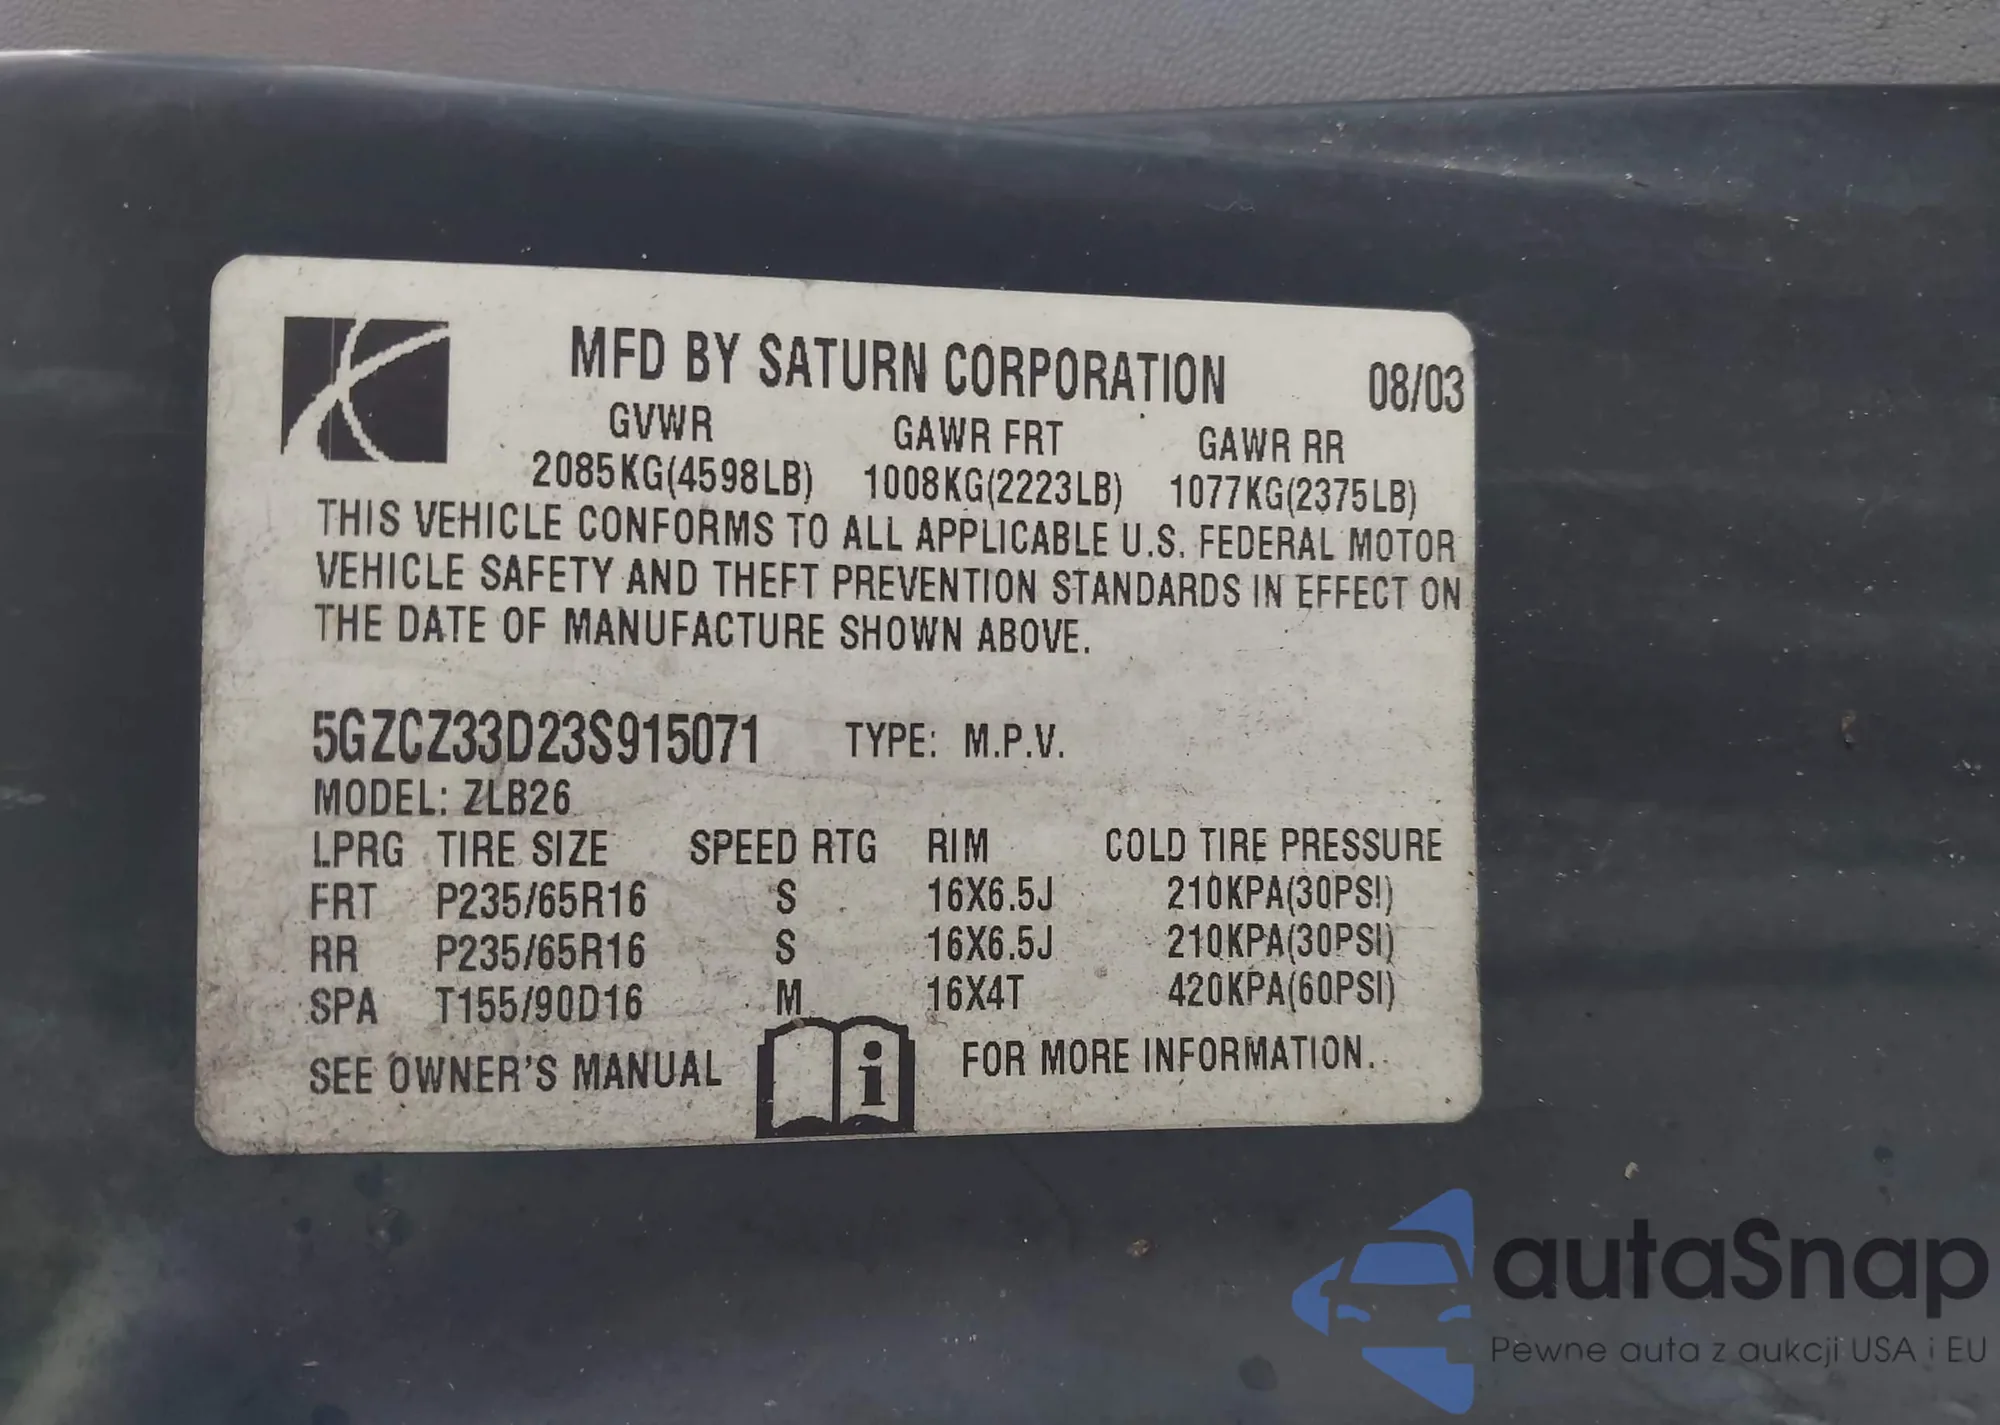 MFD BY SATURN CORPORATION 08/03
GVWR GAWR FRT GAWR RR
2085KG(4598LB) 1008KG(2223LB) 1077KG(2375LB)
THIS VEHICLE CONFORMS TO ALL APPLICABLE U.S. FEDERAL MOTOR
VEHICLE SAFETY AND THEFT PREVENTION STANDARDS IN EFFECT ON
THE DATE OF MANUFACTURE SHOWN ABOVE.
5GZCZ33D23S915071 TYPE: M.P.V.
MODEL: ZLB26
LPRG TIRE SIZE SPEED RTG RIM COLD TIRE PRESSURE
FRT P235/65R16 S 16X6.5J 210KPA(30PSI)
RR P235/65R16 S 16X6.5J 210KPA(30PSI)
SPA T155/90D16 M 16X4T 420KPA(60PSI)
SEE OWNER'S MANUAL i FOR MORE INFORMATION.
autaSnap
Pewne auta z aukcji USA i EU